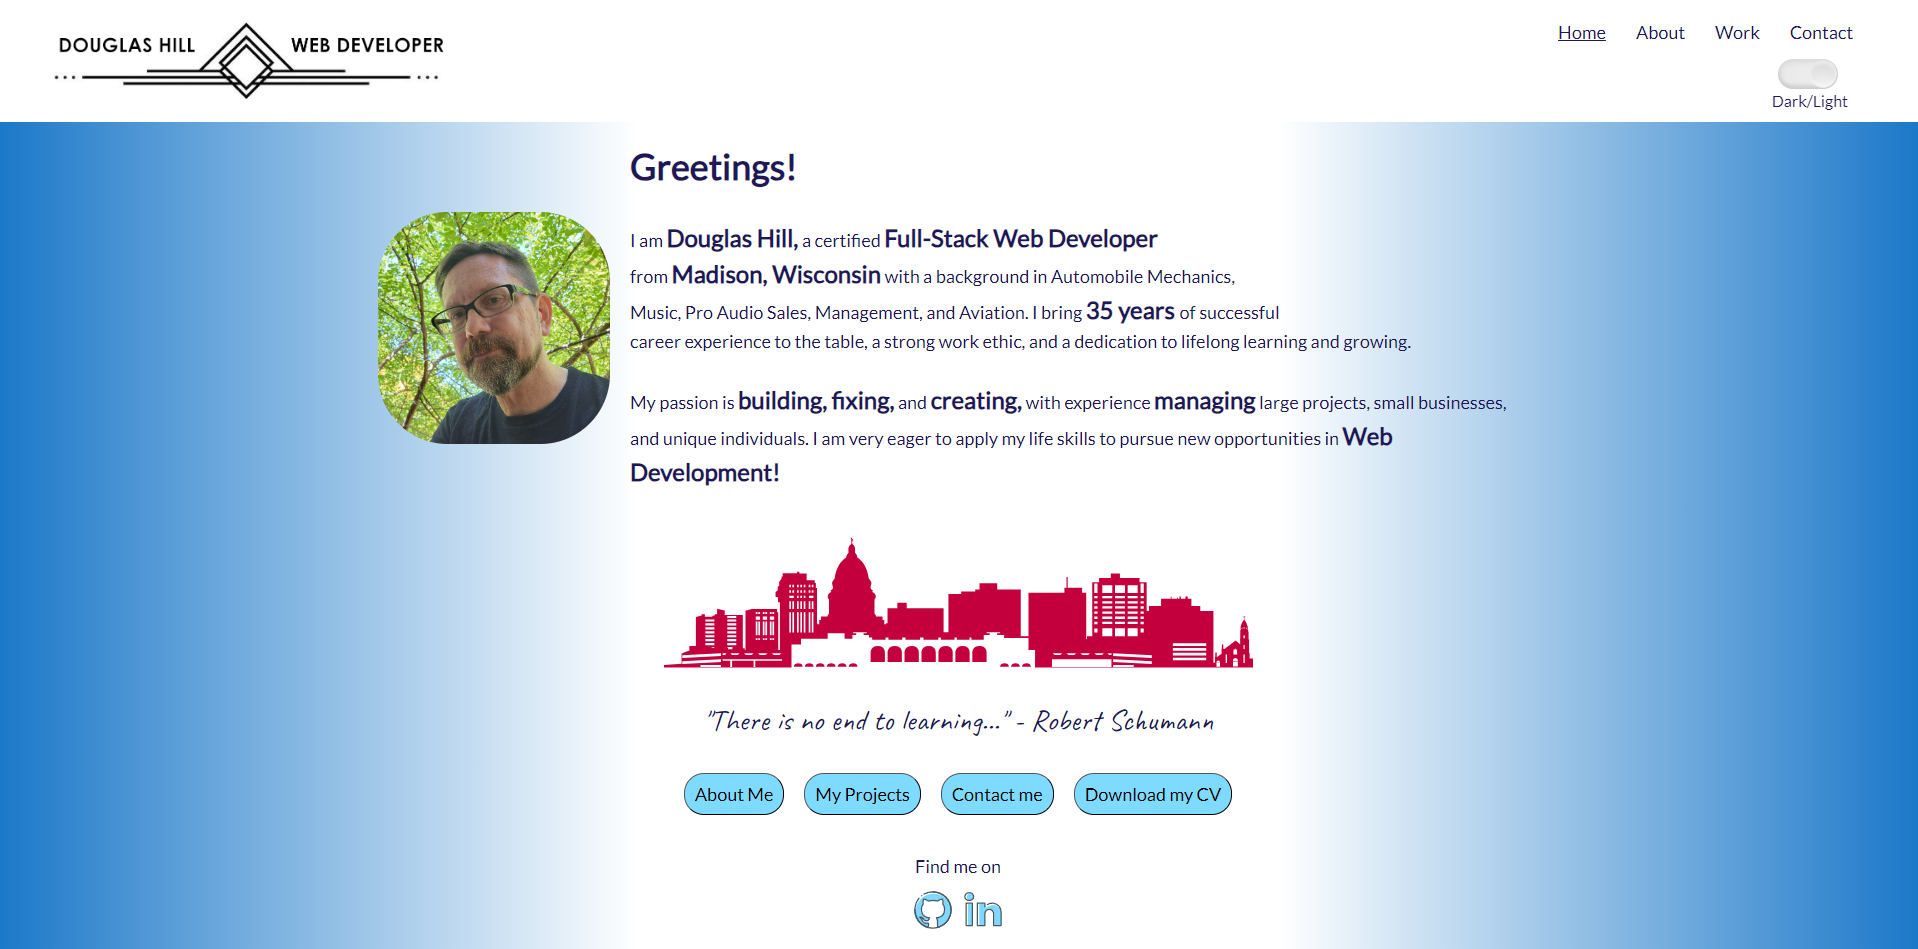 DOUGLAS HILL WEB DEVELOPER
Home About Work Contact
Dark/Light
Greetings!
I am Douglas Hill, a certified Full-Stack Web Developer
from Madison, Wisconsin with a background in Automobile Mechanics,
Music, Pro Audio Sales, Management, and Aviation. I bring 35 years of successful
career experience to the table, a strong work ethic, and a dedication to lifelong learning and growing.
My passion is building, fixing, and creating, with experience managing large projects, small businesses,
and unique individuals. I am very eager to apply my life skills to pursue new opportunities in Web
Development!
"There is no end to learning..." - Robert Schumann
About Me My Projects Contact me Download my CV
Find me on
in